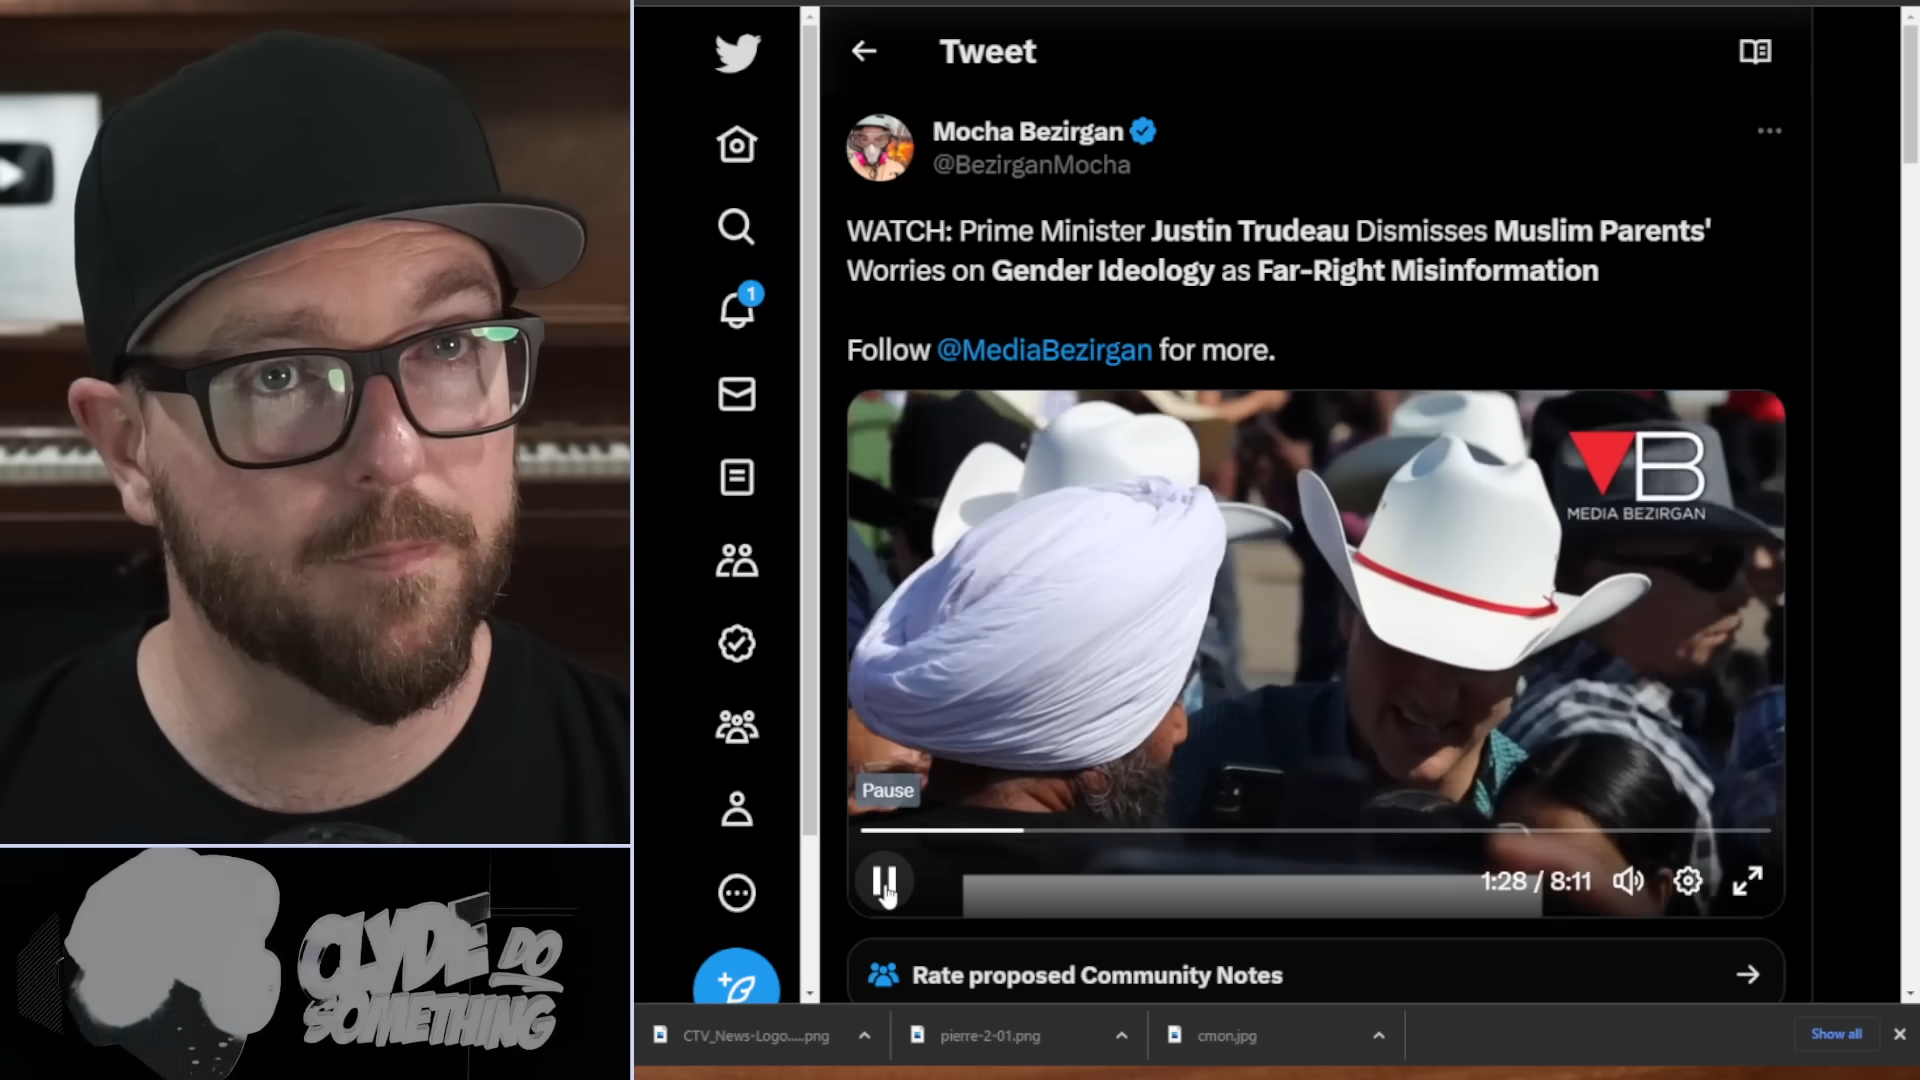 Tweet
Mocha Bezirgan
@BezirganMocha
WATCH: Prime Minister Justin Trudeau Dismisses Muslim Parents'
Worries on Gender Ideology as Far-Right Misinformation
Follow @MediaBezirgan for more.
1
VB
MEDIA BEZIRGAN
Pause
1:28 / 8:11
Rate proposed Community Notes
CLYDE DO
SOMETHING
CTV_News-Logo.....png
pierre-2-01.png
cmon.jpg
Show all